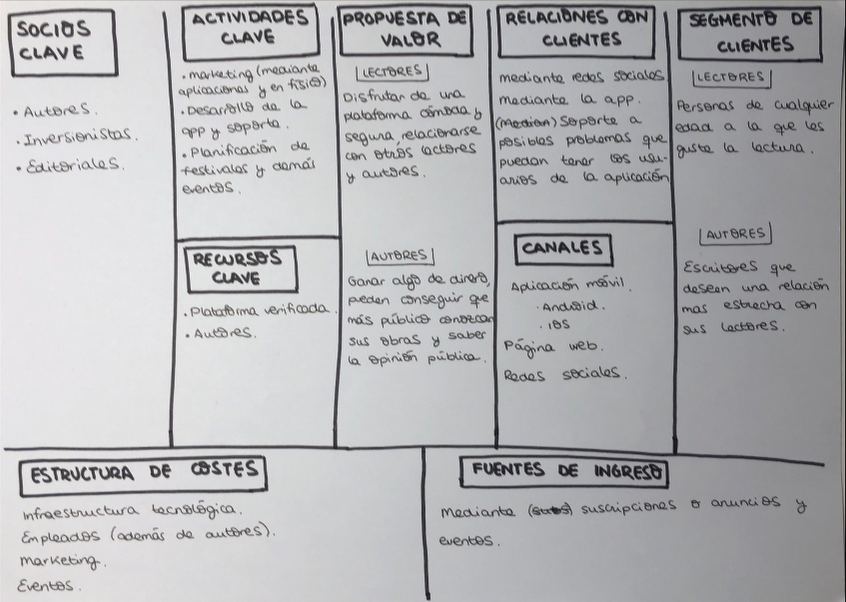 SOCIOS
CLAVE
• Autores.
• Inversionistas.
• Editoriales.
ACTIVIDADES
CLAVE
• marketing (mediante
aplicaciones y en físico)
• Desarrollo de la
app y soporte.
• Planificación de
festivales y demás
eventos.
RECURSOS
CLAVE
• Plataforma verificada.
• Autores.
PROPUESTA DE
VALOR
LECTORES
Disfrutar de una
plataforma cómoda y
segura, relacionarse
con otros lectores
y autores.
AUTORES
Ganar algo de dinero,
pueden conseguir que
más público conozcan
sus obras y saber
la opinión pública.
RELACIONES CON
CLIENTES
mediante redes sociales
mediante la app.
(Median) Soporte a
posibles problemas que
puedan tener los usu-
arios de la aplicación
CANALES
Aplicación móvil.
• Android.
• iOS
Página web.
Redes sociales.
SEGMENTO DE
CLIENTES
LECTORES
Personas de cualquier
edad a la que les
guste la lectura.
AUTORES
Escritores que
desean una relación
mas estrecha con
sus lectores.
ESTRUCTURA DE COSTES
Infraestructura tecnológica.
Empleados (además de autores).
Marketing.
Eventos.
FUENTES DE INGRESO
Mediante suscripciones o anuncios y
eventos.